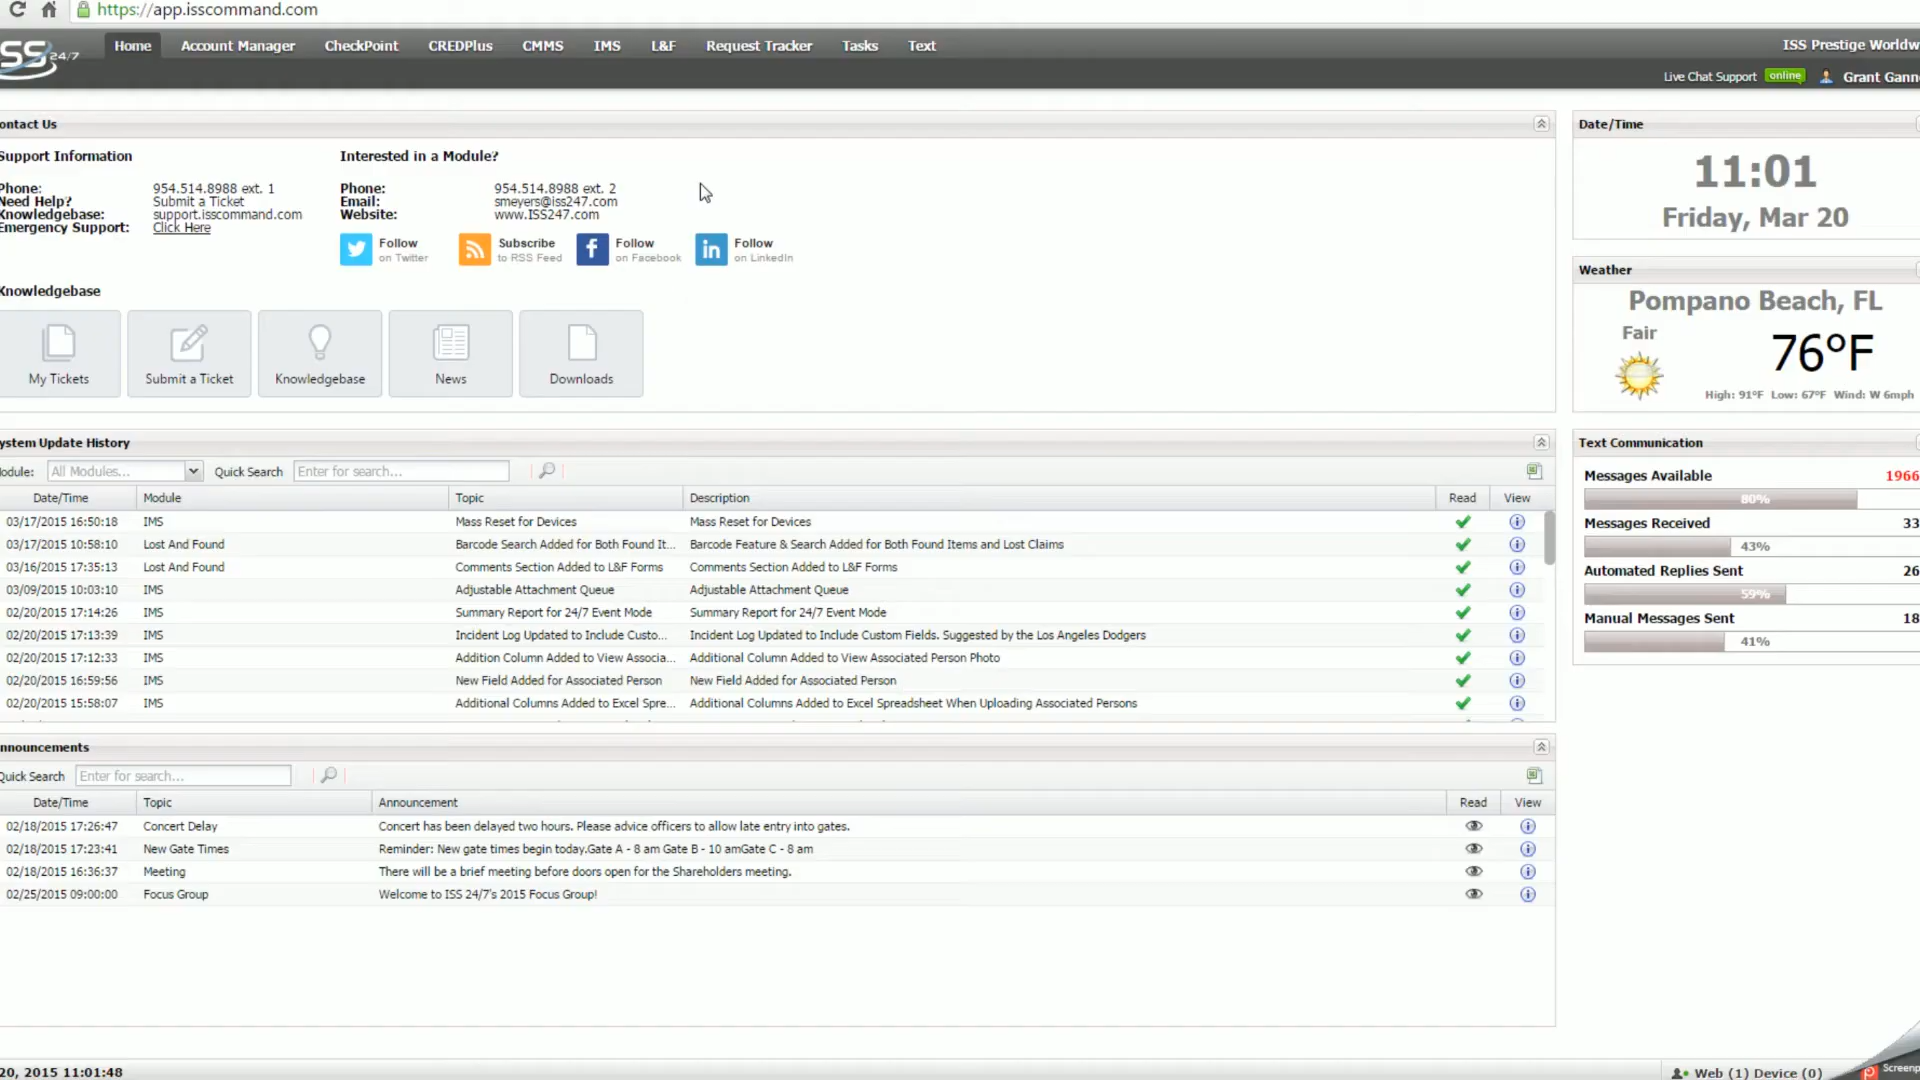 https://app.isscommand.com
ISS 24/7
Home Account Manager CheckPoint CREDPlus CMMS IMS L&F Request Tracker Tasks Text
ISS Prestige Worldw
Live Chat Support online Grant Gann
ontact Us
Support Information
Phone: 954.514.8988 ext. 1
Need Help? Submit a Ticket
Knowledgebase: support.isscommand.com
Emergency Support: Click Here
Interested in a Module?
Phone: 954.514.8988 ext. 2
Email: smeyers@iss247.com
Website: www.ISS247.com
Follow on Twitter
Subscribe to RSS Feed
Follow on Facebook
Follow on LinkedIn
Knowledgebase
My Tickets Submit a Ticket Knowledgebase News Downloads
Date/Time
11:01
Friday, Mar 20
Weather
Pompano Beach, FL
Fair
76°F
High: 91°F Low: 67°F Wind: W 6mph
ystem Update History
odule: All Modules... Quick Search Enter for search...
Date/Time Module Topic Description Read View
03/17/2015 16:50:18 IMS Mass Reset for Devices Mass Reset for Devices
03/17/2015 10:58:10 Lost And Found Barcode Search Added for Both Found It... Barcode Feature & Search Added for Both Found Items and Lost Claims
03/16/2015 17:35:13 Lost And Found Comments Section Added to L&F Forms Comments Section Added to L&F Forms
03/09/2015 10:03:10 IMS Adjustable Attachment Queue Adjustable Attachment Queue
02/20/2015 17:14:26 IMS Summary Report for 24/7 Event Mode Summary Report for 24/7 Event Mode
02/20/2015 17:13:39 IMS Incident Log Updated to Include Custo... Incident Log Updated to Include Custom Fields. Suggested by the Los Angeles Dodgers
02/20/2015 17:12:33 IMS Addition Column Added to View Associa... Additional Column Added to View Associated Person Photo
02/20/2015 16:59:56 IMS New Field Added for Associated Person New Field Added for Associated Person
02/20/2015 15:58:07 IMS Additional Columns Added to Excel Spre... Additional Columns Added to Excel Spreadsheet When Uploading Associated Persons
Text Communication
Messages Available 1966
80%
Messages Received 33
43%
Automated Replies Sent 26
59%
Manual Messages Sent 18
41%
nnouncements
Quick Search Enter for search...
Date/Time Topic Announcement Read View
02/18/2015 17:26:47 Concert Delay Concert has been delayed two hours. Please advice officers to allow late entry into gates.
02/18/2015 17:23:41 New Gate Times Reminder: New gate times begin today.Gate A - 8 am Gate B - 10 amGate C - 8 am
02/18/2015 16:36:37 Meeting There will be a brief meeting before doors open for the Shareholders meeting.
02/25/2015 09:00:00 Focus Group Welcome to ISS 24/7's 2015 Focus Group!
20, 2015 11:01:48
Web (1) Device (0)
Screenp